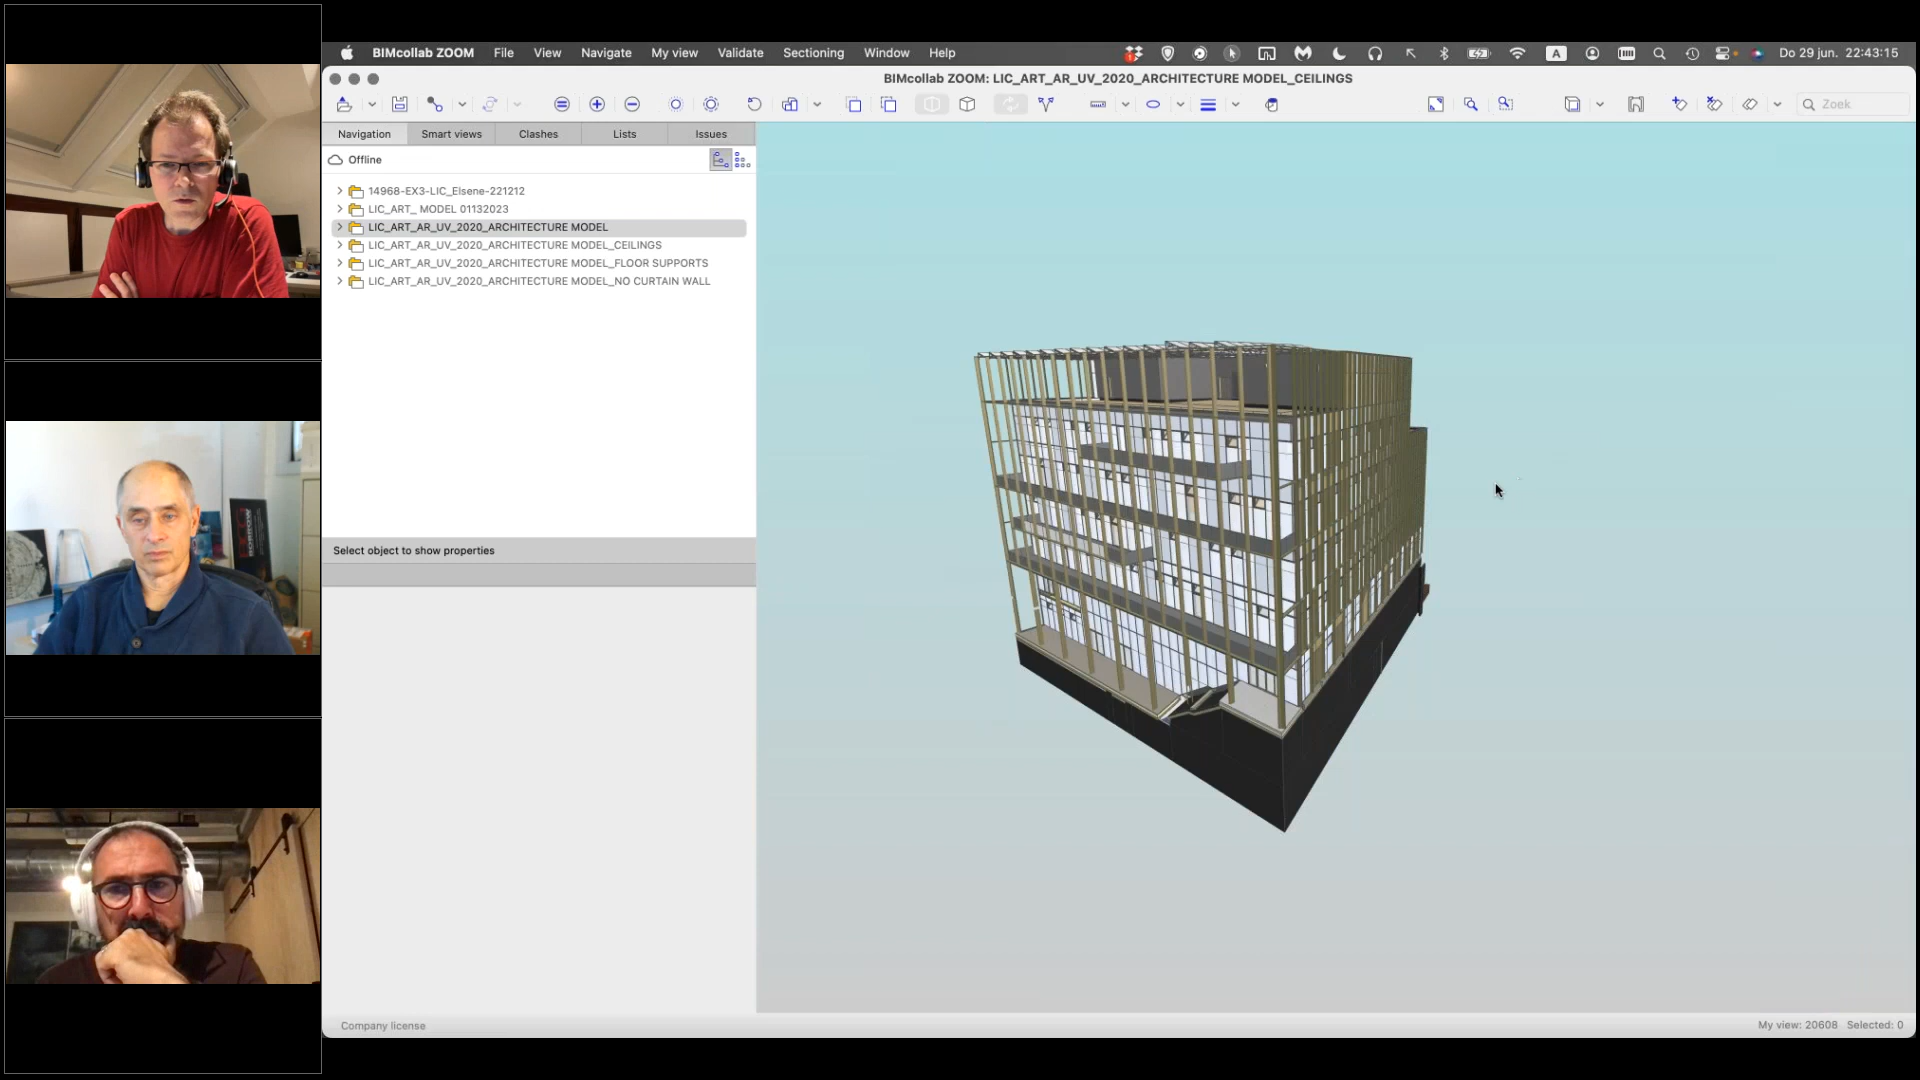 BIMcollab ZOOM File View Navigate My view Validate Sectioning Window Help A Do 29 jun. 22:43:15
BIMcollab ZOOM: LIC_ART_AR_UV_2020_ARCHITECTURE MODEL_CEILINGS
Zoek
Navigation Smart views Clashes Lists Issues
Offline
14968-EX3-LIC_Elsene-221212
LIC_ART_ MODEL 01132023
LIC_ART_AR_UV_2020_ARCHITECTURE MODEL
LIC_ART_AR_UV_2020_ARCHITECTURE MODEL_CEILINGS
LIC_ART_AR_UV_2020_ARCHITECTURE MODEL_FLOOR SUPPORTS
LIC_ART_AR_UV_2020_ARCHITECTURE MODEL_NO CURTAIN WALL
Select object to show properties
Company license
My view: 20608 Selected: 0